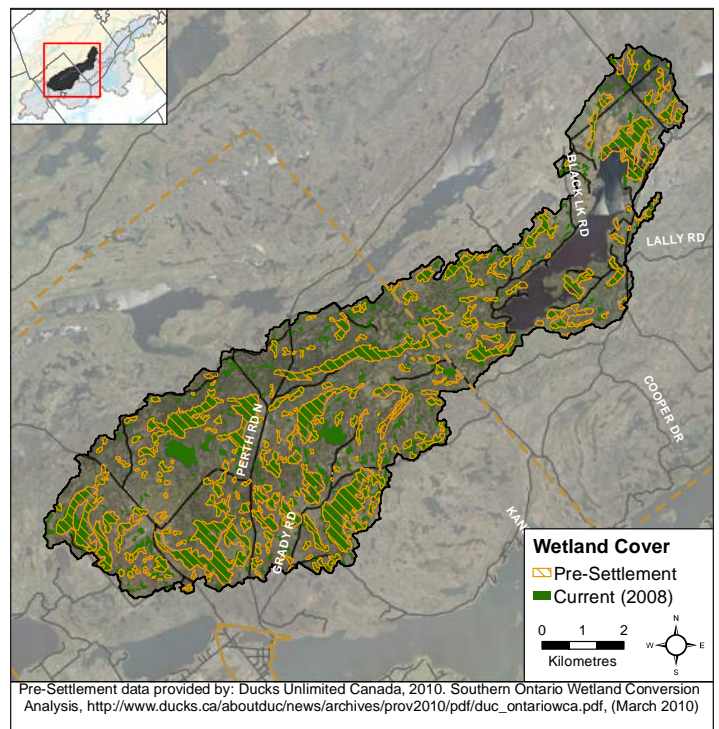 BLACK LK RD
LALLY RD
COOPER DR
PERTH RD N
GRADY RD
KAN
Wetland Cover
Pre-Settlement
Current (2008)
0 1 2
Kilometres
N
W E
S
Pre-Settlement data provided by: Ducks Unlimited Canada, 2010. Southern Ontario Wetland Conversion
Analysis, http://www.ducks.ca/aboutduc/news/archives/prov2010/pdf/duc_ontariowca.pdf, (March 2010)